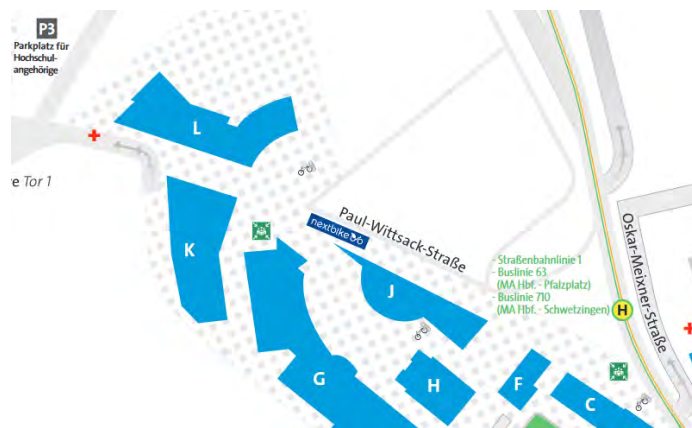 P3
Parkplatz für
Hochschul-
angehörige
L
e Tor 1
K
nextbike
Paul-Wittsack-Straße
J
- Straßenbahnlinie 1
- Buslinie 63
(MA Hbf. - Pfalzplatz)
- Buslinie 710
(MA Hbf. - Schwetzingen)
H
Oskar-Meixner-Straße
G
H
F
C